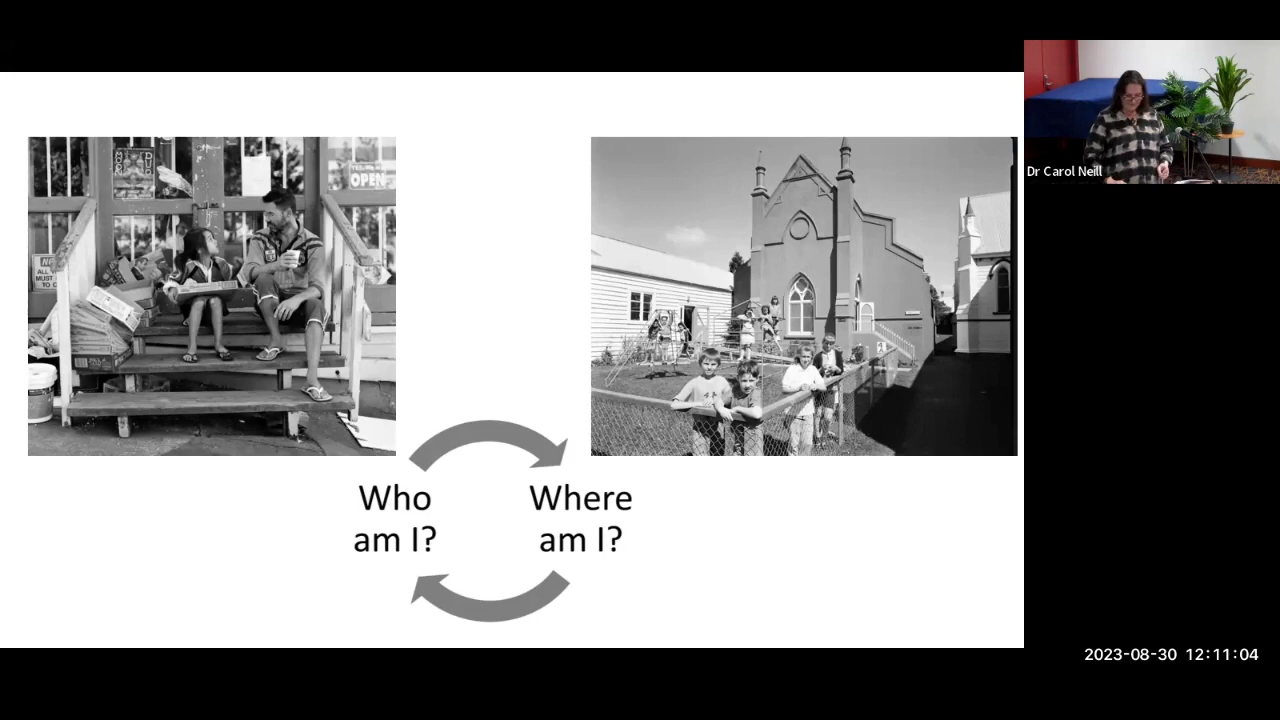 OPEN
Who
am I?
Where
am I?
Dr Carol Neill
2023-08-30 12:11:04